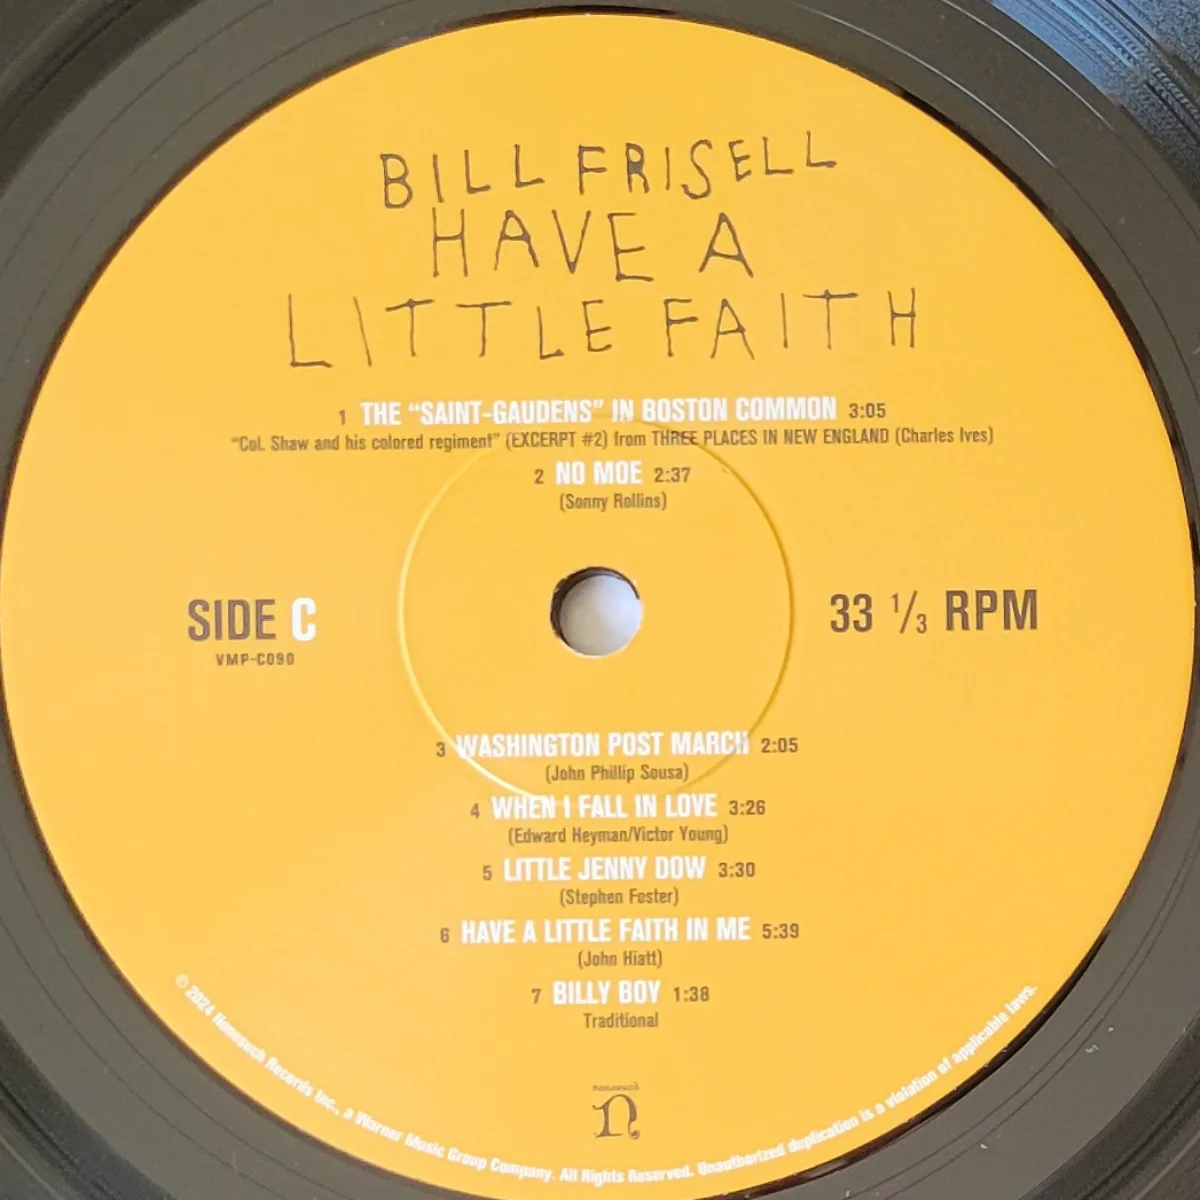 BILL FRISELL
HAVE A
LITTLE FAITH
1 THE "SAINT-GAUDENS" IN BOSTON COMMON 3:05
"Col. Shaw and his colored regiment" (EXCERPT #2) from THREE PLACES IN NEW ENGLAND (Charles Ives)
2 NO MOE 2:37
(Sonny Rollins)
SIDE C
VMP-C090
33 1/3 RPM
3 WASHINGTON POST MARCH 2:05
(John Phillip Sousa)
4 WHEN I FALL IN LOVE 3:26
(Edward Heyman/Victor Young)
5 LITTLE JENNY DOW 3:30
(Stephen Foster)
6 HAVE A LITTLE FAITH IN ME 5:39
(John Hiatt)
7 BILLY BOY 1:38
Traditional
nonesuch
n
© 2024 Nonesuch Records Inc., a Warner Music Group Company. All Rights Reserved. Unauthorized duplication is a violation of applicable laws.